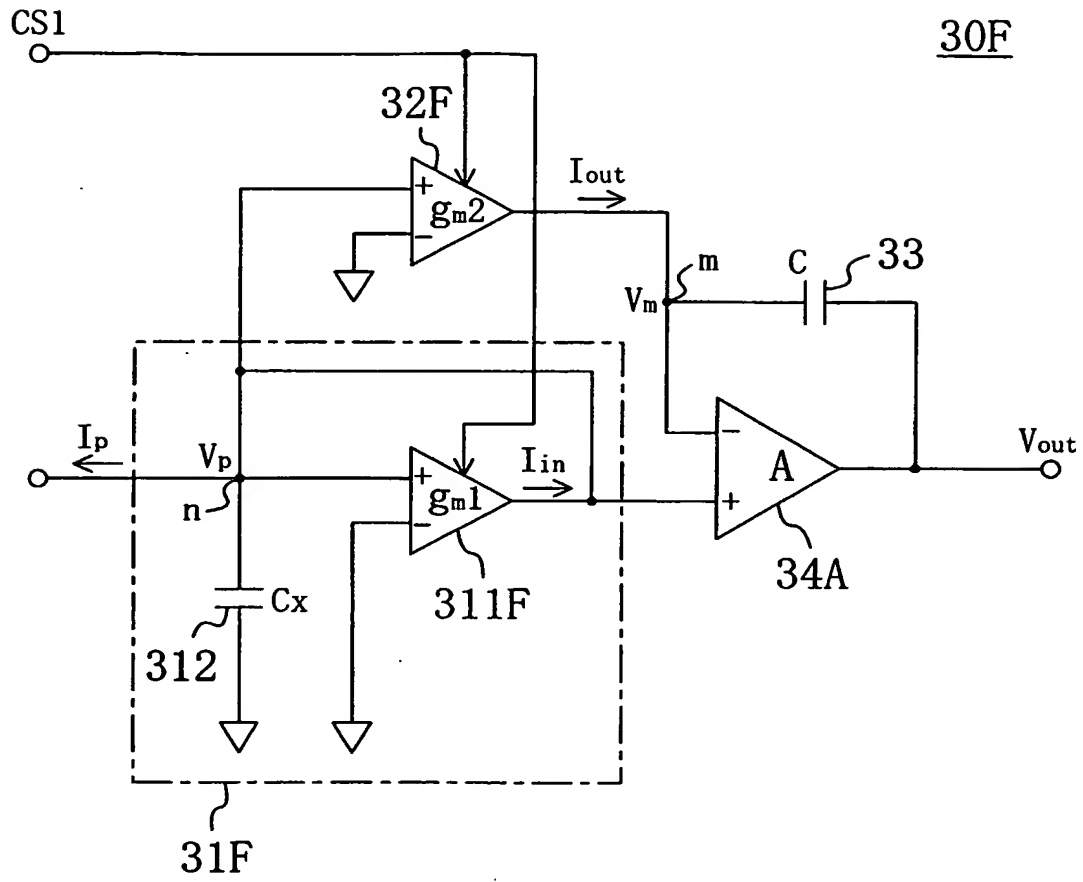 CS1
30F
32F
Iout
+
gm2
−
m
C
33
Vm
Ip
Vp
n
+
gm1
−
Iin
−
A
+
Vout
34A
311F
Cx
312
31F